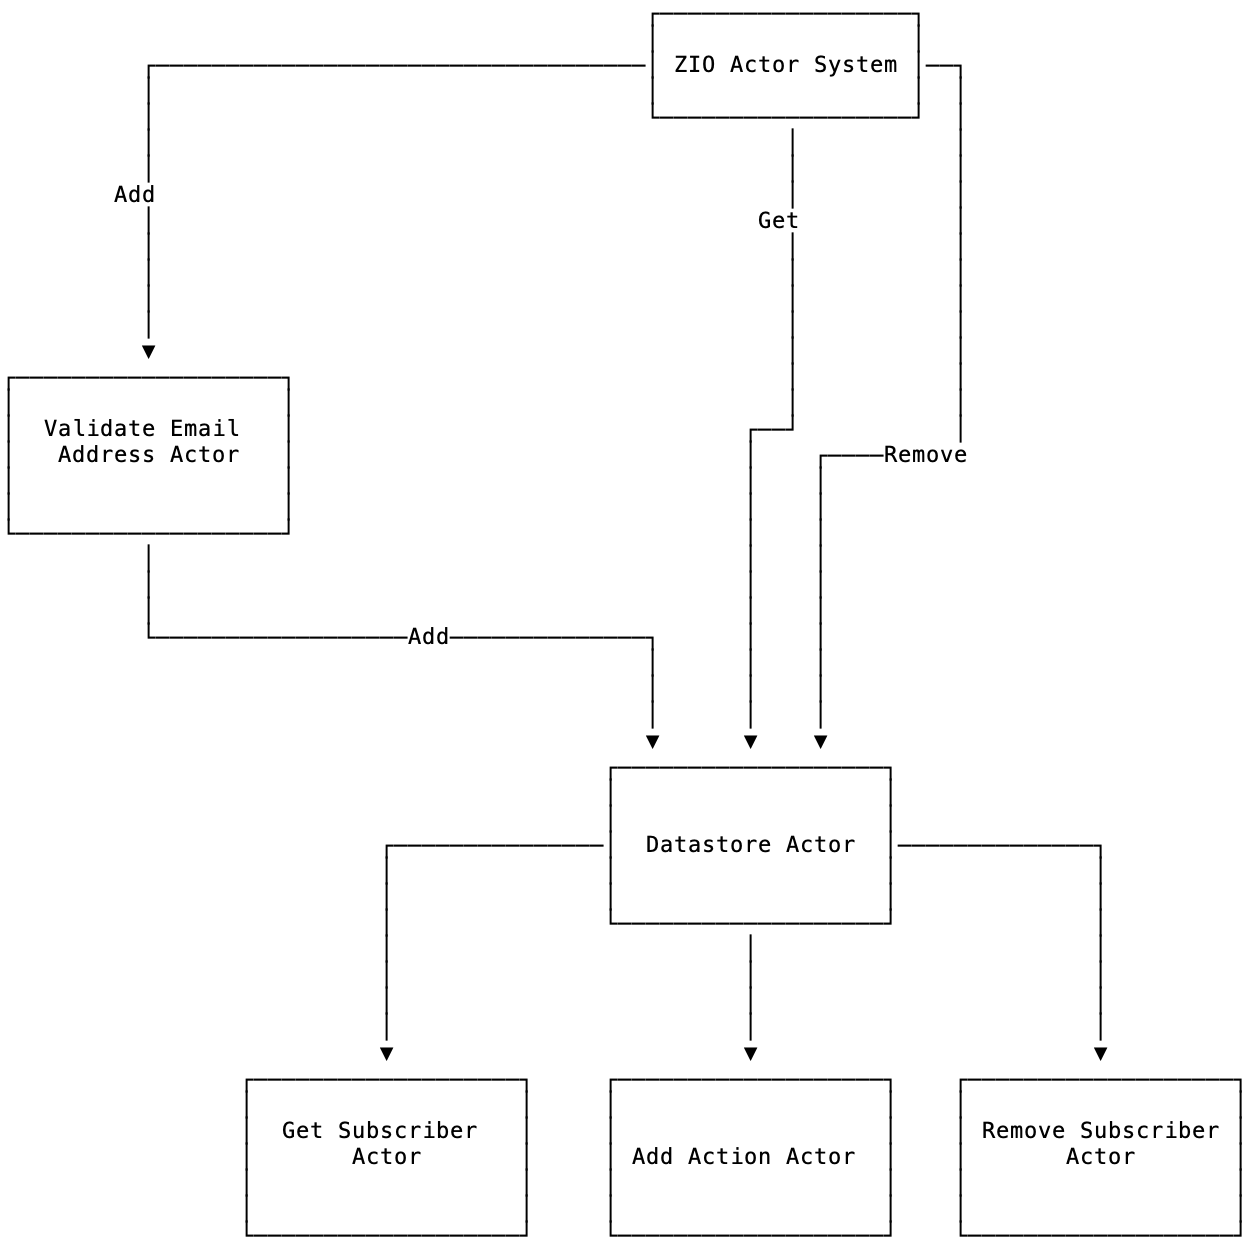 ZIO Actor System
Add
Get
Validate Email
Address Actor
Remove
Add
Datastore Actor
Get Subscriber
Actor
Add Action Actor
Remove Subscriber
Actor